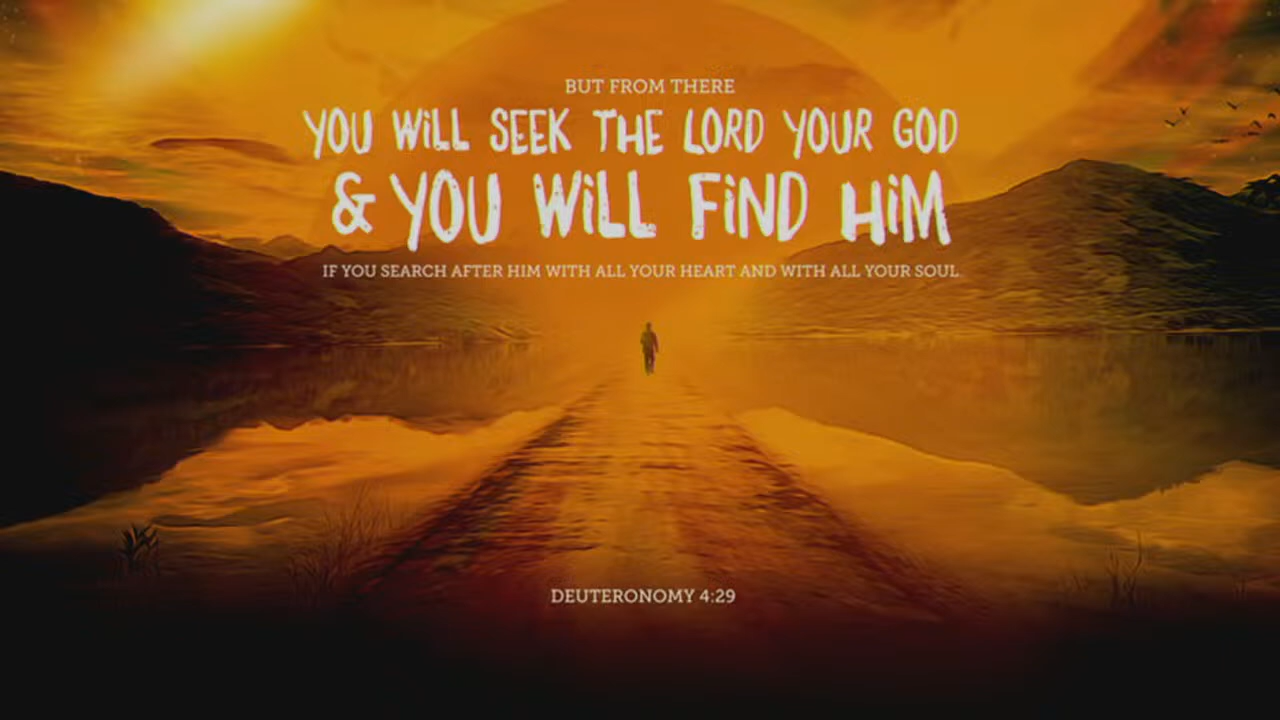 BUT FROM THERE
YOU WiLL SEEK THE LORD YOUR GOD
& YOU WiLL FiND HiM
IF YOU SEARCH AFTER HIM WITH ALL YOUR HEART AND WITH ALL YOUR SOUL
DEUTERONOMY 4:29